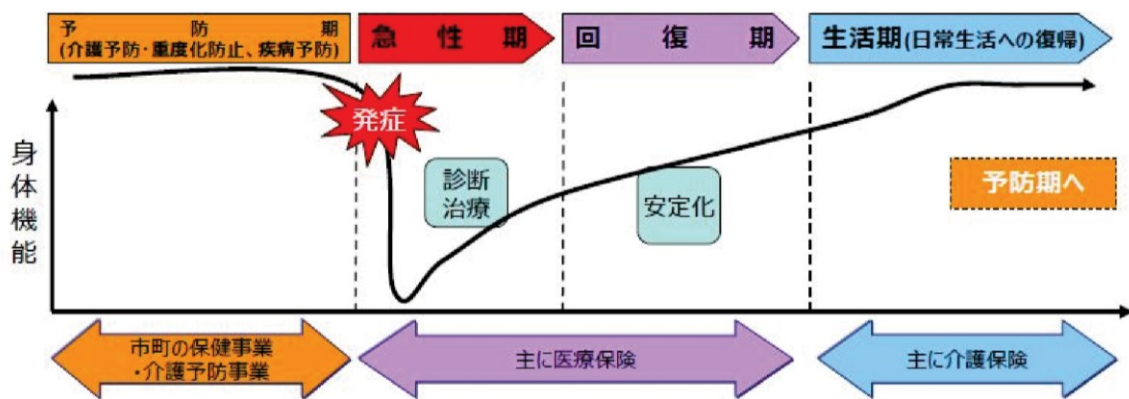 予防期
(介護予防・重度化防止、疾病予防)
急性期
回復期
生活期(日常生活への復帰)
発症
身体機能
診断
治療
安定化
予防期へ
市町の保健事業
・介護予防事業
主に医療保険
主に介護保険